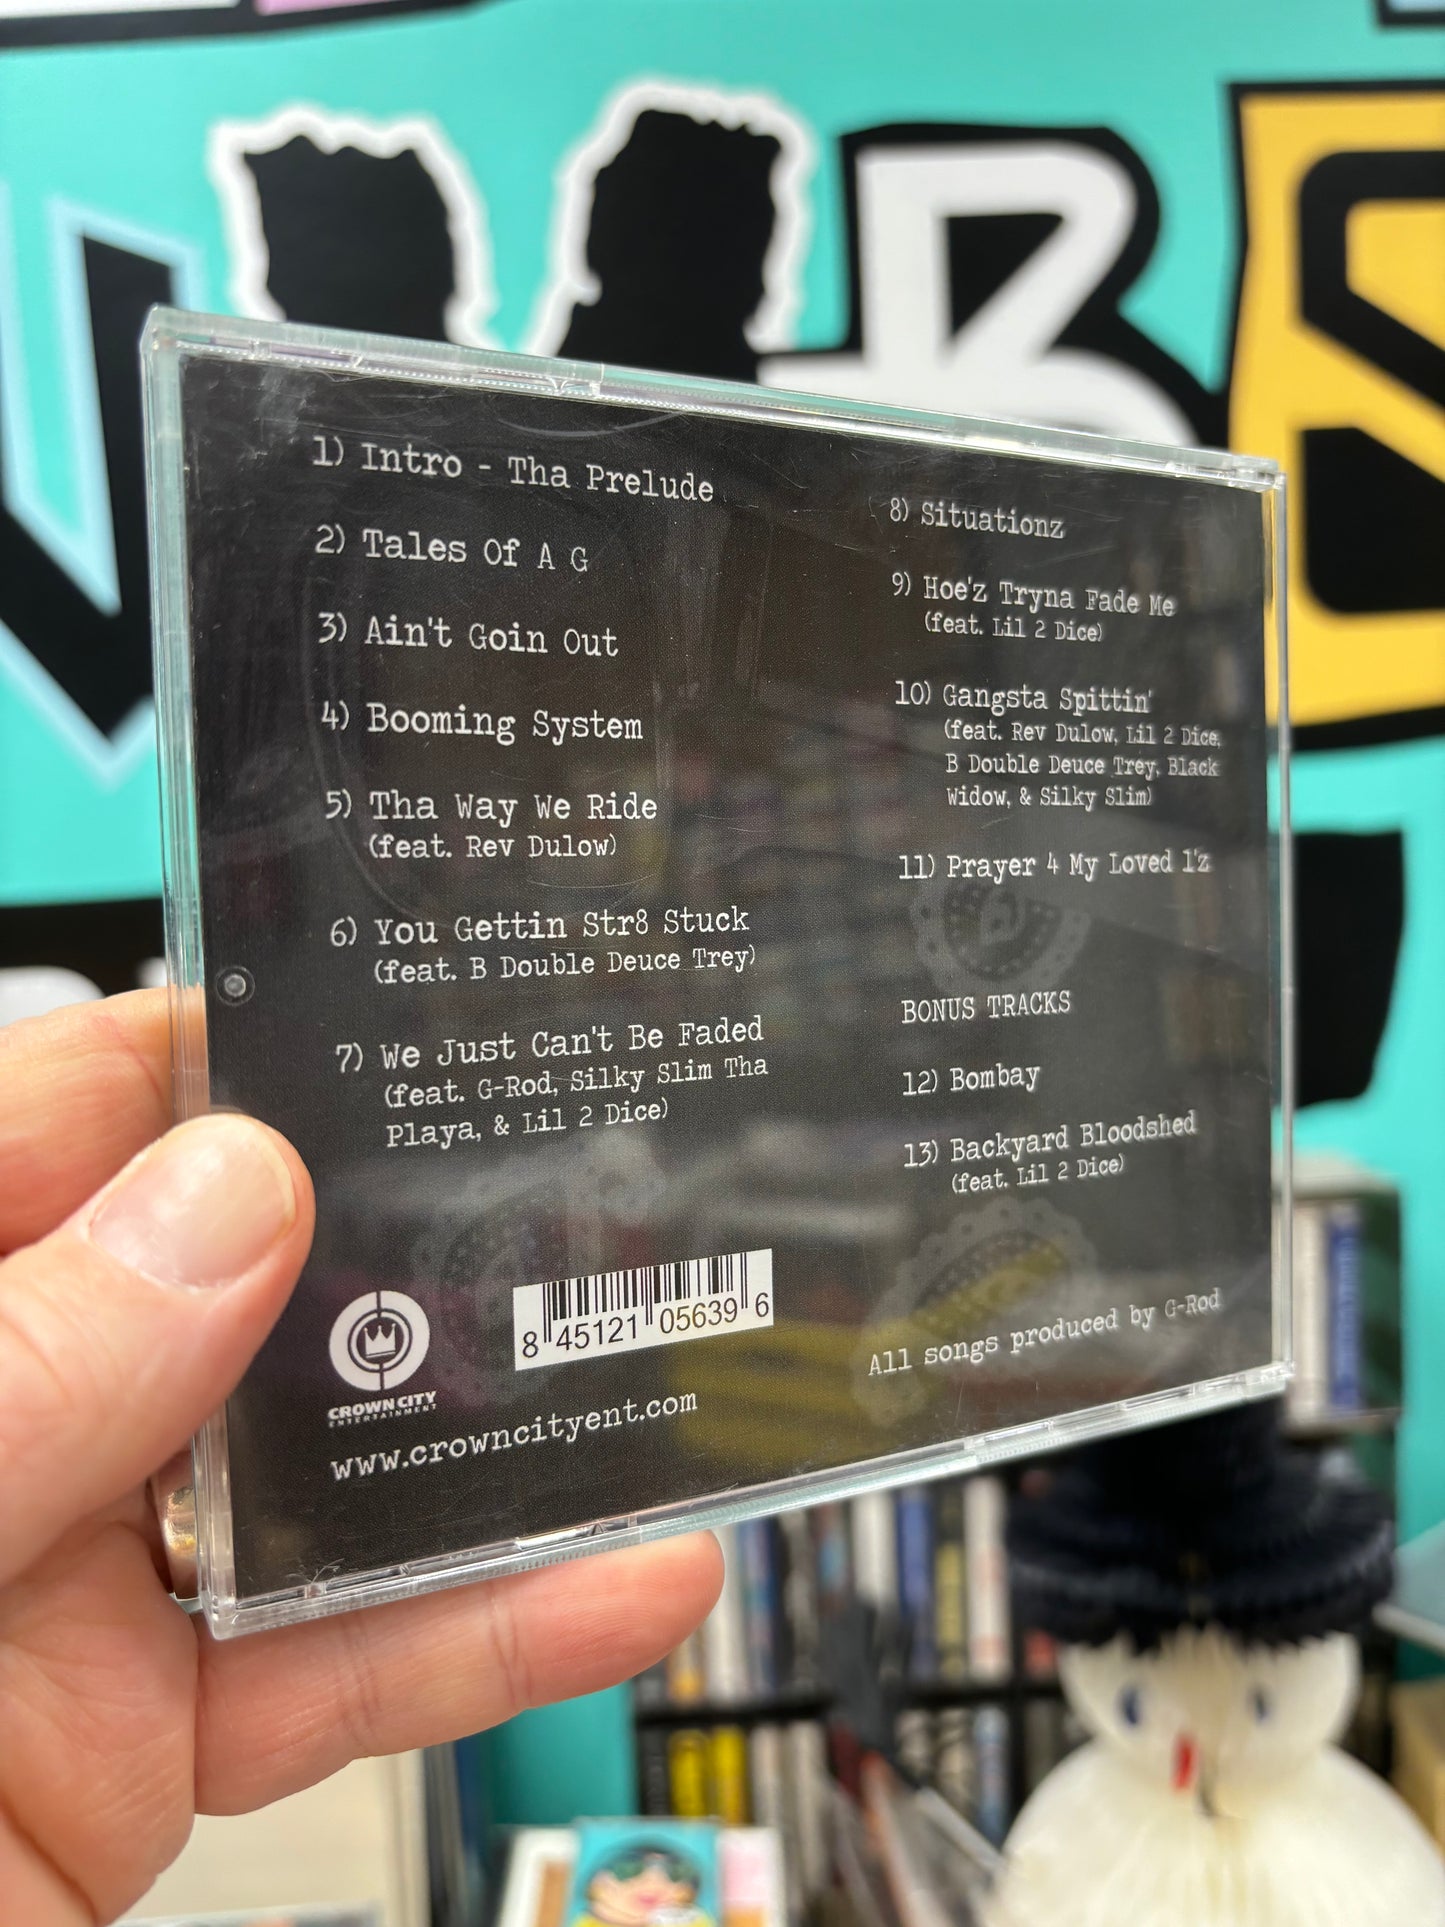 1) Intro - Tha Prelude
2) Tales Of A G
3) Ain't Goin Out
4) Booming System
5) Tha Way We Ride
(feat. Rev Dulow)
6) You Gettin Str8 Stuck
(feat. B Double Deuce Trey)
7) We Just Can't Be Faded
(feat. G-Rod, Silky Slim Tha
Playa, & Lil 2 Dice)
8) Situationz
9) Hoe'z Tryna Fade Me
(feat. Lil 2 Dice)
10) Gangsta Spittin'
(feat. Rev Dulow, Lil 2 Dice,
B Double Deuce Trey, Black
Widow, & Silky Slim)
11) Prayer 4 My Loved 1'z
BONUS TRACKS
12) Bombay
13) Backyard Bloodshed
(feat. Lil 2 Dice)
8 45121 05639 6
CROWN CITY
ENTERTAINMENT
www.crowncityent.com
All songs produced by G-Rod